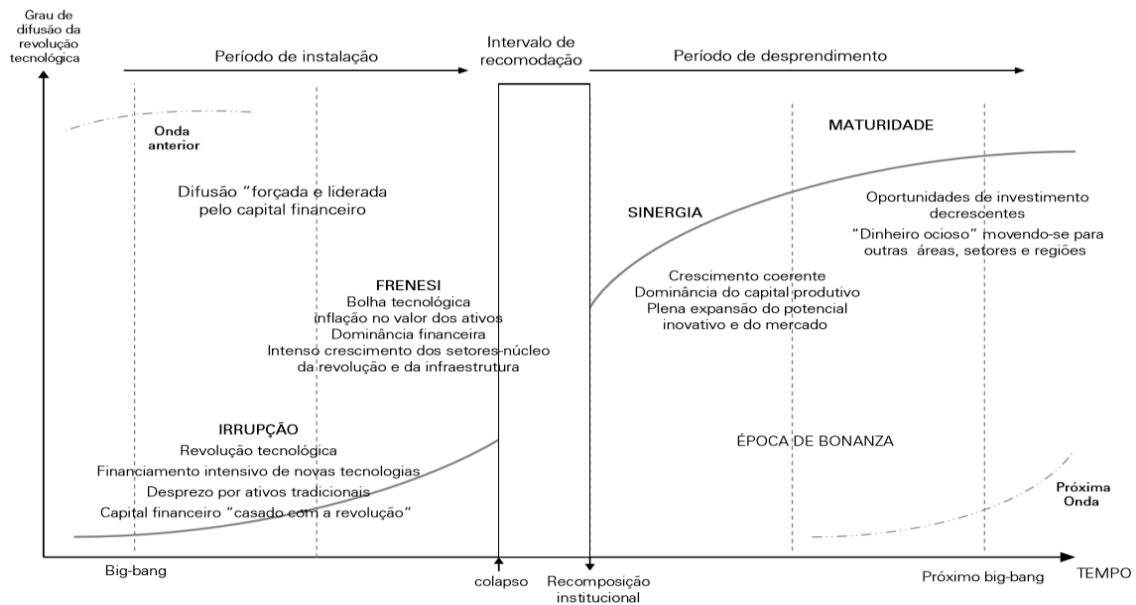 Grau de
difusão da
revolução
tecnológica
Período de instalação
Intervalo de
recomodação
Período de desprendimento
Onda
anterior
Difusão “forçada e liderada
pelo capital financeiro
FRENESI
Bolha tecnológica
inflação no valor dos ativos
Dominância financeira
Intenso crescimento dos setores-núcleo
da revolução e da infraestrutura
IRRUPÇÃO
Revolução tecnológica
Financiamento intensivo de novas tecnologias
Desprezo por ativos tradicionais
Capital financeiro “casado com a revolução”
MATURIDADE
Oportunidades de investimento
decrescentes
“Dinheiro ocioso” movendo-se para
outras áreas, setores e regiões
SINERGIA
Crescimento coerente
Dominância do capital produtivo
Plena expansão do potencial
inovativo e do mercado
ÉPOCA DE BONANZA
Próxima
Onda
Big-bang
colapso
Recomposição
institucional
Próximo big-bang
TEMPO